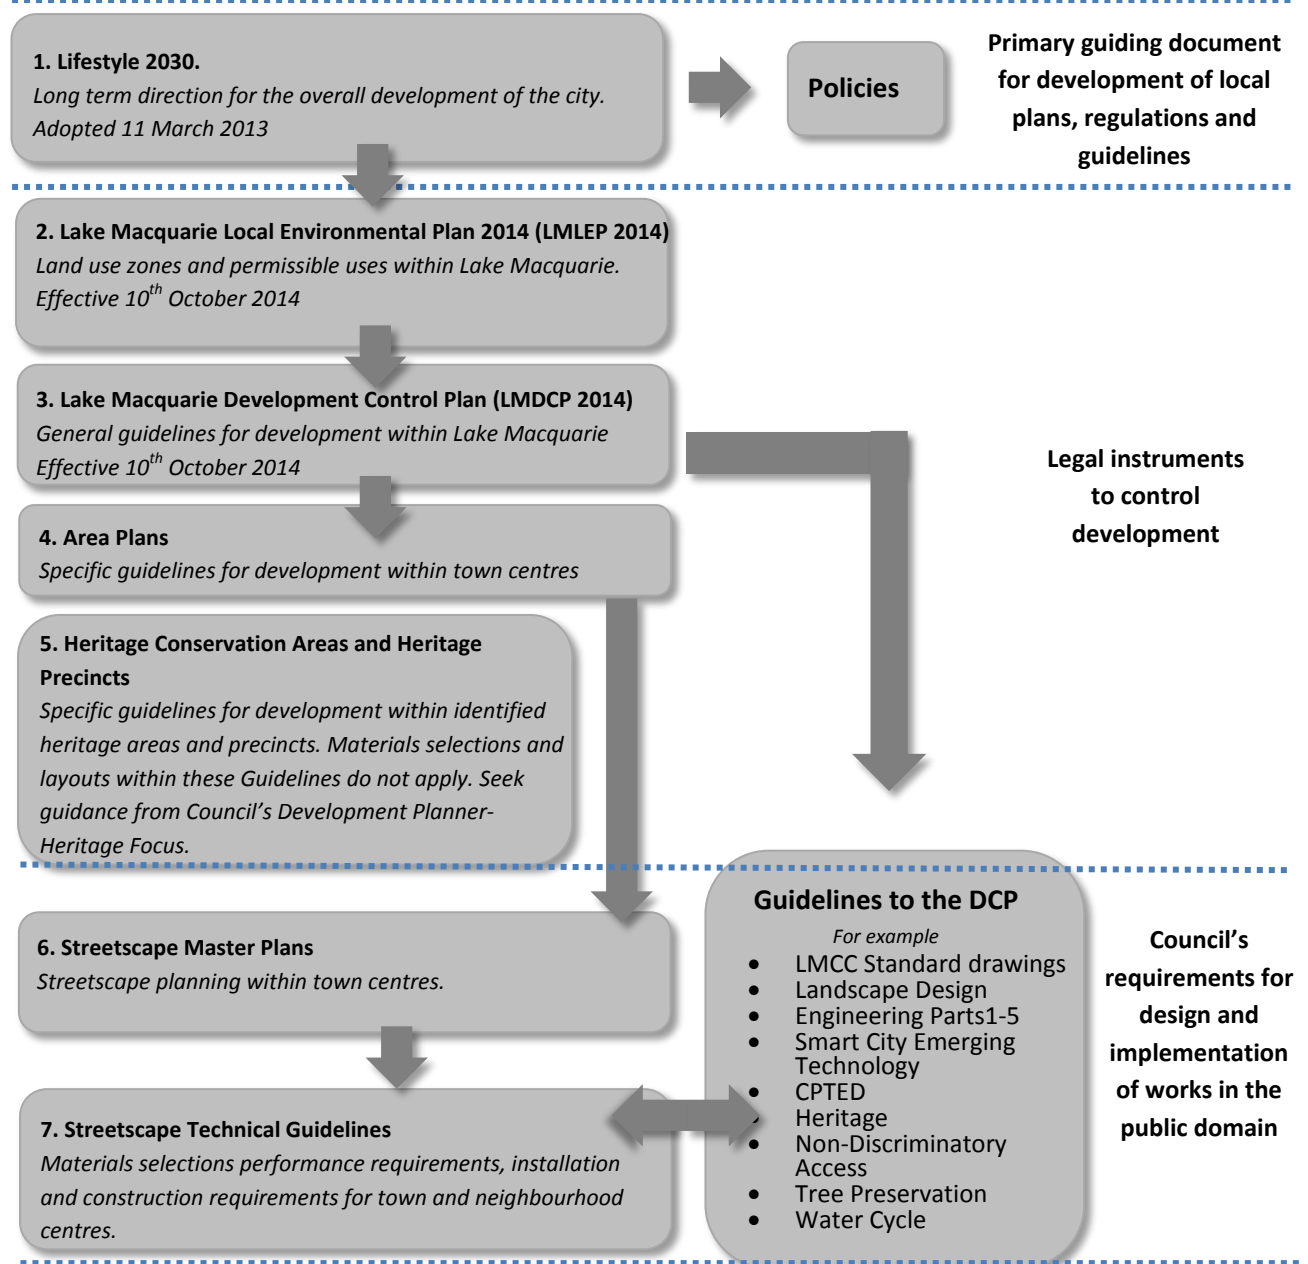 1. Lifestyle 2030.
Long term direction for the overall development of the city.
Adopted 11 March 2013
Policies
Primary guiding document
for development of local
plans, regulations and
guidelines
2. Lake Macquarie Local Environmental Plan 2014 (LMLEP 2014)
Land use zones and permissible uses within Lake Macquarie.
Effective 10th October 2014
3. Lake Macquarie Development Control Plan (LMDCP 2014)
General guidelines for development within Lake Macquarie
Effective 10th October 2014
4. Area Plans
Specific guidelines for development within town centres
5. Heritage Conservation Areas and Heritage
Precincts
Specific guidelines for development within identified
heritage areas and precincts. Materials selections and
layouts within these Guidelines do not apply. Seek
guidance from Council’s Development Planner-
Heritage Focus.
Legal instruments
to control
development
6. Streetscape Master Plans
Streetscape planning within town centres.
7. Streetscape Technical Guidelines
Materials selections performance requirements, installation
and construction requirements for town and neighbourhood
centres.
Guidelines to the DCP
For example
• LMCC Standard drawings
• Landscape Design
• Engineering Parts1-5
• Smart City Emerging
Technology
• CPTED
• Heritage
• Non-Discriminatory
Access
• Tree Preservation
• Water Cycle
Council’s
requirements for
design and
implementation
of works in the
public domain